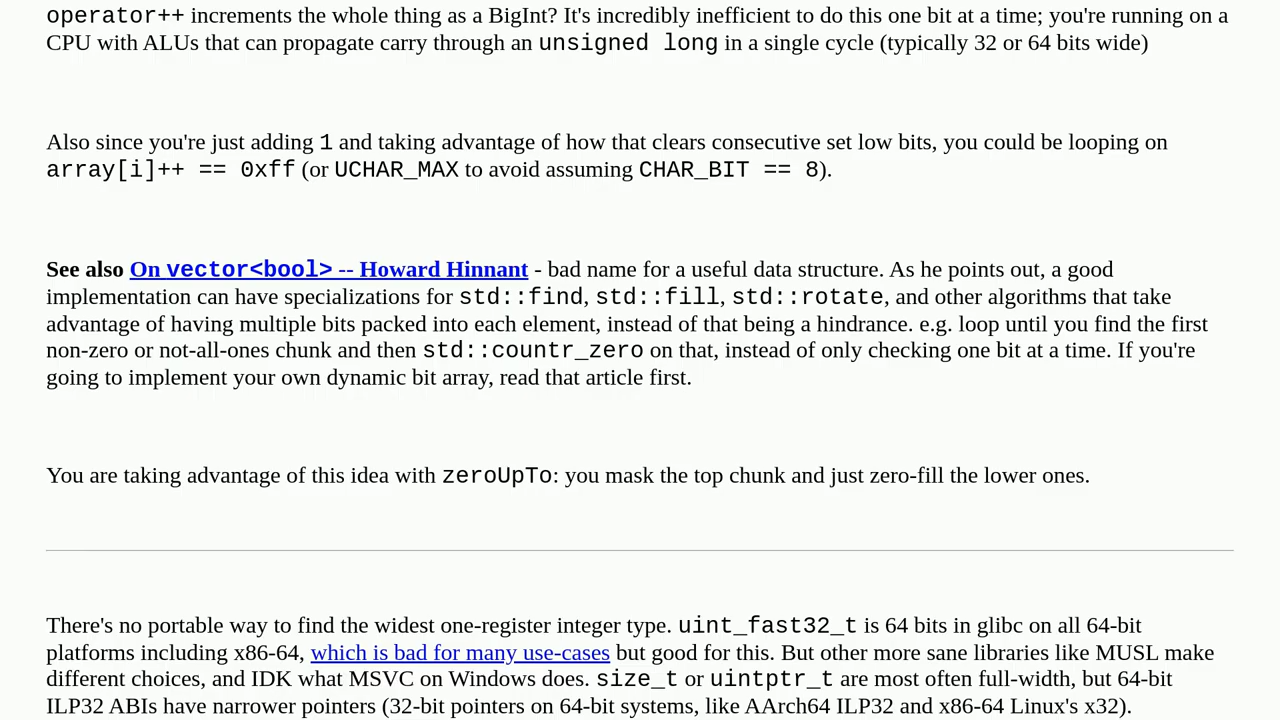 operator++ increments the whole thing as a BigInt? It's incredibly inefficient to do this one bit at a time; you're running on a
CPU with ALUs that can propagate carry through an unsigned long in a single cycle (typically 32 or 64 bits wide)
Also since you're just adding 1 and taking advantage of how that clears consecutive set low bits, you could be looping on
array[i]++ == 0xff (or UCHAR_MAX to avoid assuming CHAR_BIT == 8).
See also On vector<bool> -- Howard Hinnant - bad name for a useful data structure. As he points out, a good
implementation can have specializations for std::find, std::fill, std::rotate, and other algorithms that take
advantage of having multiple bits packed into each element, instead of that being a hindrance. e.g. loop until you find the first
non-zero or not-all-ones chunk and then std::countr_zero on that, instead of only checking one bit at a time. If you're
going to implement your own dynamic bit array, read that article first.
You are taking advantage of this idea with zeroUpTo: you mask the top chunk and just zero-fill the lower ones.
There's no portable way to find the widest one-register integer type. uint_fast32_t is 64 bits in glibc on all 64-bit
platforms including x86-64, which is bad for many use-cases but good for this. But other more sane libraries like MUSL make
different choices, and IDK what MSVC on Windows does. size_t or uintptr_t are most often full-width, but 64-bit
ILP32 ABIs have narrower pointers (32-bit pointers on 64-bit systems, like AArch64 ILP32 and x86-64 Linux's x32).